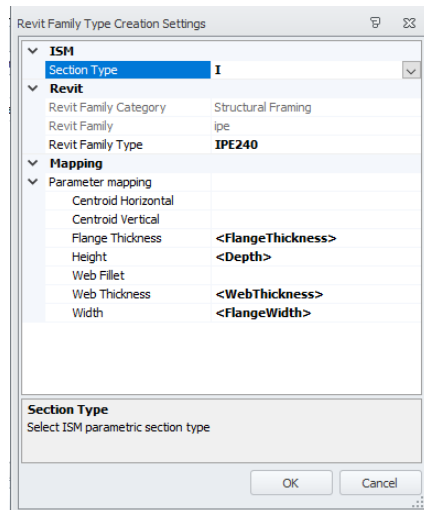 Revit Family Type Creation Settings
ISM
Section Type I
Revit
Revit Family Category Structural Framing
Revit Family ipe
Revit Family Type IPE240
Mapping
Parameter mapping
Centroid Horizontal
Centroid Vertical
Flange Thickness <FlangeThickness>
Height <Depth>
Web Fillet
Web Thickness <WebThickness>
Width <FlangeWidth>
Section Type
Select ISM parametric section type
OK Cancel